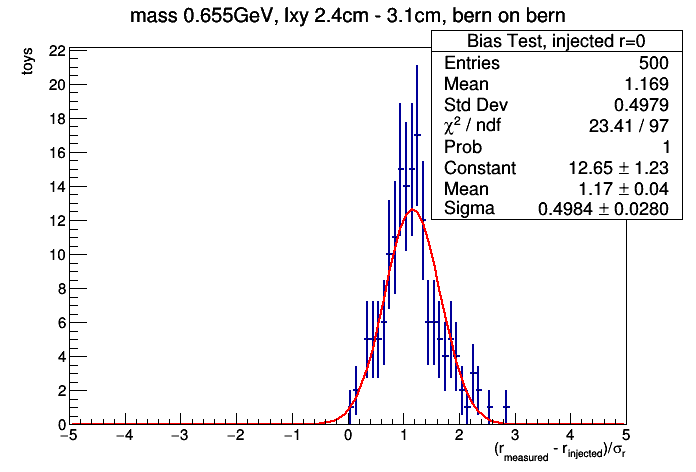 mass 0.655GeV, lxy 2.4cm - 3.1cm, bern on bern
toys
Bias Test, injected r=0
Entries 500
Mean 1.169
Std Dev 0.4979
χ² / ndf 23.41 / 97
Prob 1
Constant 12.65 ± 1.23
Mean 1.17 ± 0.04
Sigma 0.4984 ± 0.0280
22
20
18
16
14
12
10
8
6
4
2
0
−5 −4 −3 −2 −1 0 1 2 3 4 5
(r_measured - r_injected)/σ_r